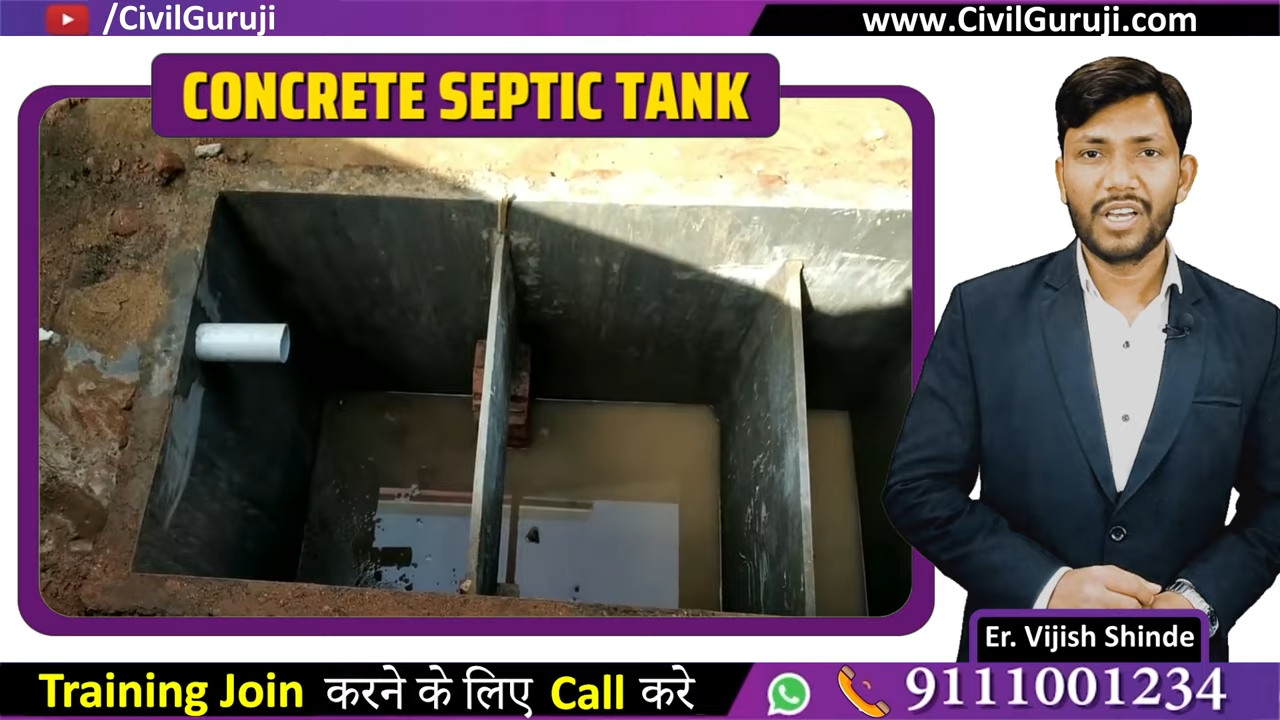 /CivilGuruji
www.CivilGuruji.com
CONCRETE SEPTIC TANK
Er. Vijish Shinde
Training Join करने के लिए Call करे
9111001234